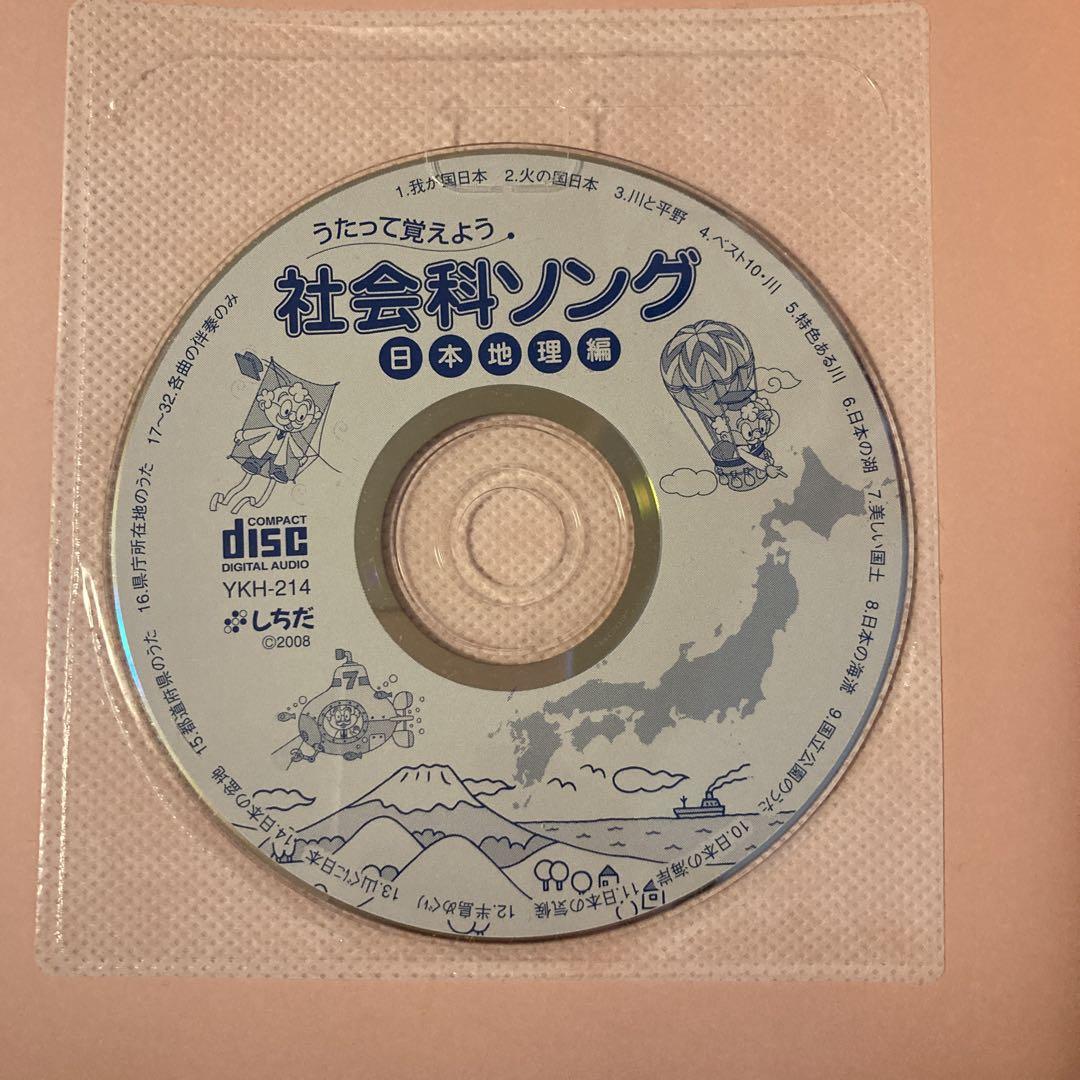 うたって覚えよう
社会科ソング
日本地理編
COMPACT
disc
DIGITAL AUDIO
YKH-214
しちだ
©2008
7
1.我が国日本
2.火の国日本
3.川と平野
4.ベスト10・川
5.特色ある川
6.日本の湖
7.美しい国土
8.日本の海流
9.国立公園のうた
10.日本の海岸
11.日本の気候
12.半島めぐり
13.山ぐに日本
14.日本の盆地
15.都道府県のうた
16.県庁所在地のうた
17～32.各曲の伴奏のみ